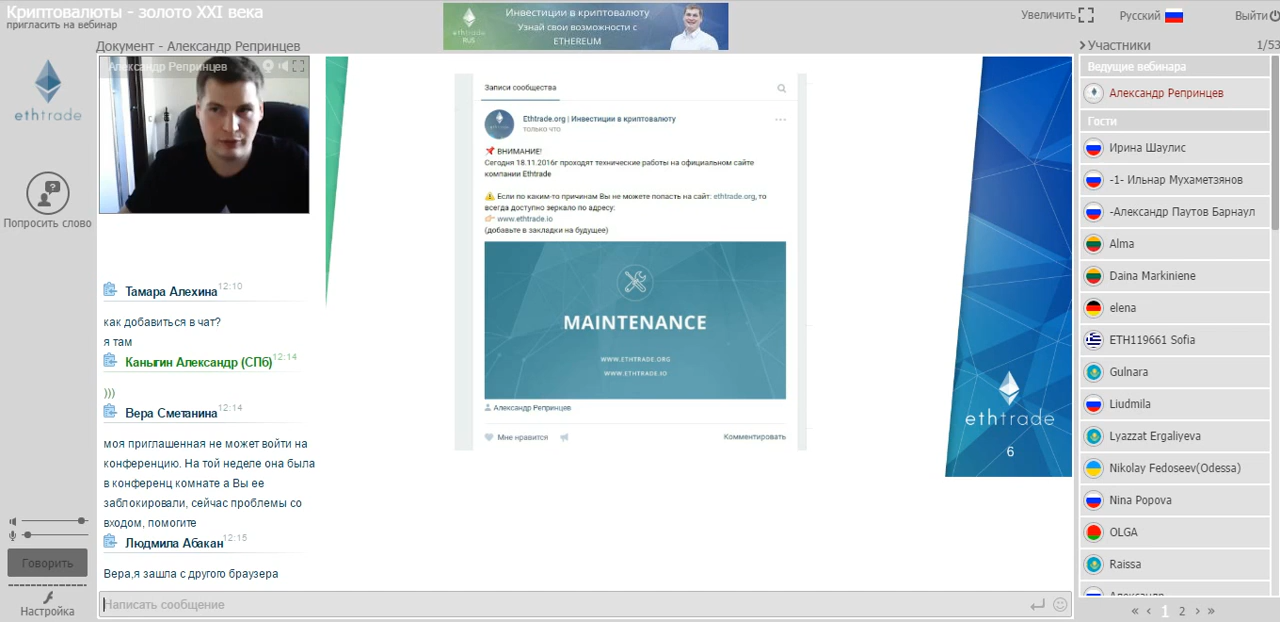 Криптовалюты - золото XXI века
пригласить на вебинар
Инвестиции в криптовалюту
Узнай свои возможности с
ETHEREUM
ethtrade
RUS
Увеличить
Русский
Выйти
Документ - Александр Репринцев
Участники
1/53
ethtrade
Попросить слово
Говорить
Настройка
Александр Репринцев
Тамара Алехина 12:10
как добавиться в чат?
я там
Каныгин Александр (СПб) 12:14
)))
Вера Сметанина 12:14
моя приглашенная не может войти на
конференцию. На той неделе она была
в конференц комнате а Вы ее
заблокировали, сейчас проблемы со
входом, помогите
Людмила Абакан 12:15
Вера,я зашла с другого браузера
Написать сообщение
Записи сообщества
Ethtrade.org | Инвестиции в криптовалюту
только что
ВНИМАНИЕ!
Сегодня 18.11.2016г проходят технические работы на официальном сайте
компании Ethtrade
Если по каким-то причинам Вы не можете попасть на сайт: ethtrade.org, то
всегда доступно зеркало по адресу:
www.ethtrade.io
(добавьте в закладки на будущее)
MAINTENANCE
WWW.ETHTRADE.ORG
WWW.ETHTRADE.IO
Александр Репринцев
Мне нравится
Комментировать
ethtrade
6
Ведущие вебинара
Александр Репринцев
Гости
Ирина Шаулис
-1- Ильнар Мухаметзянов
-Александр Паутов Барнаул
Alma
Daina Markiniene
elena
ETH119661 Sofia
Gulnara
Liudmila
Lyazzat Ergaliyeva
Nikolay Fedoseev(Odessa)
Nina Popova
OLGA
Raissa
Александр
« ‹ 1 2 › »